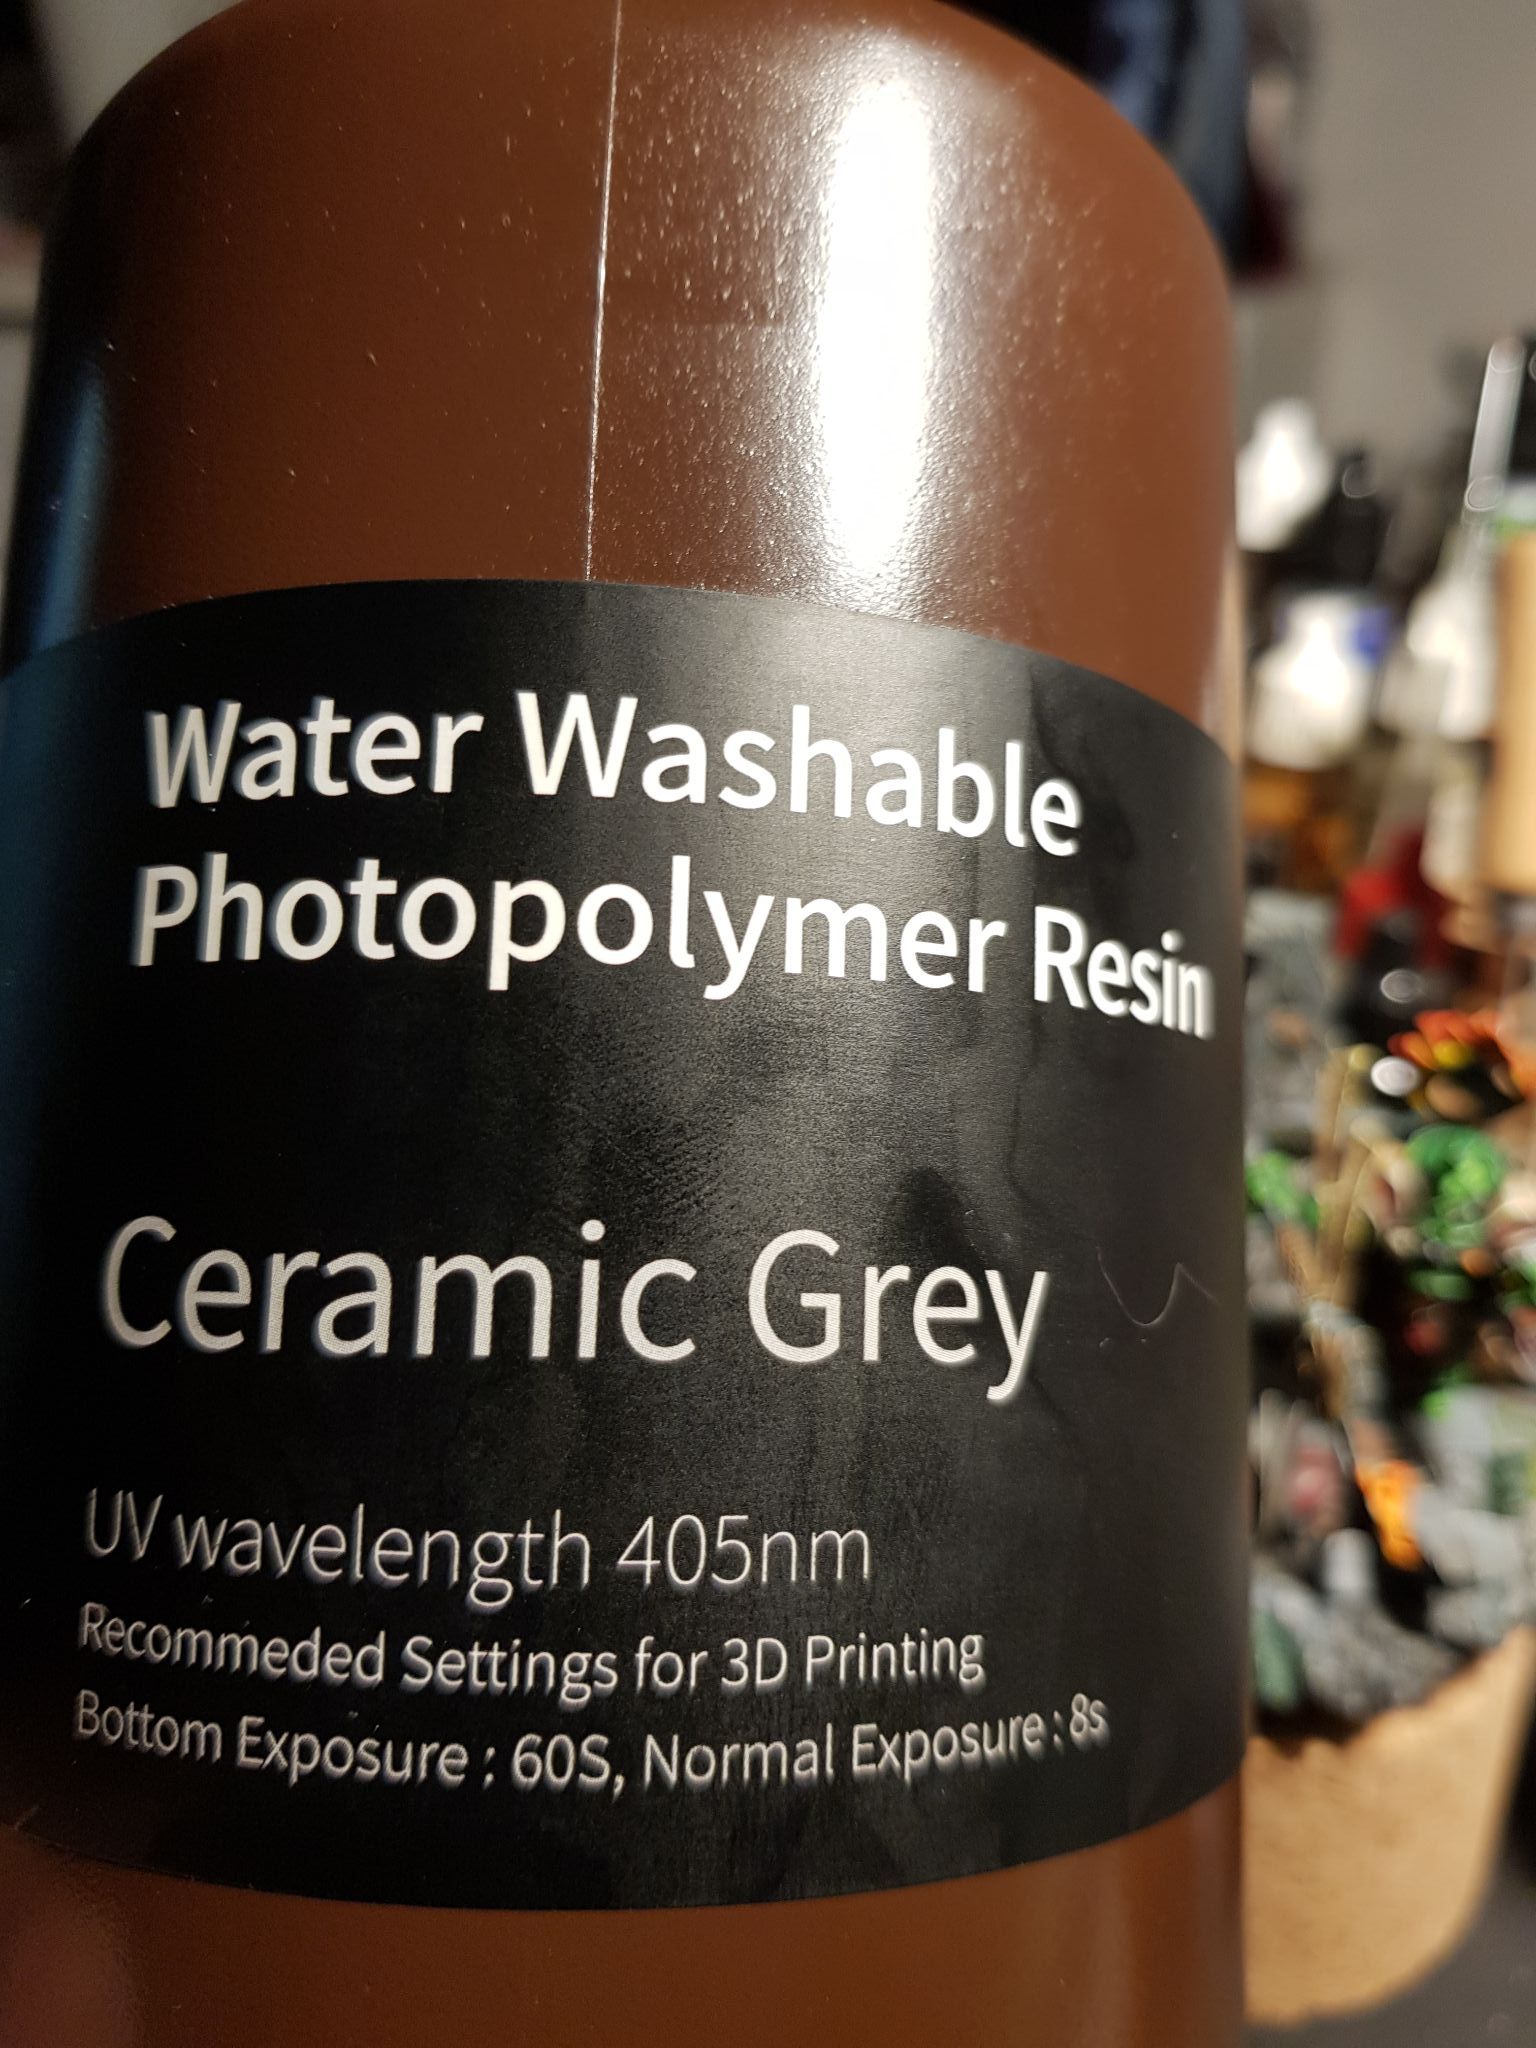 Water Washable
Photopolymer Resin
Ceramic Grey
UV wavelength 405nm
Recommeded Settings for 3D Printing
Bottom Exposure : 60S, Normal Exposure : 8s